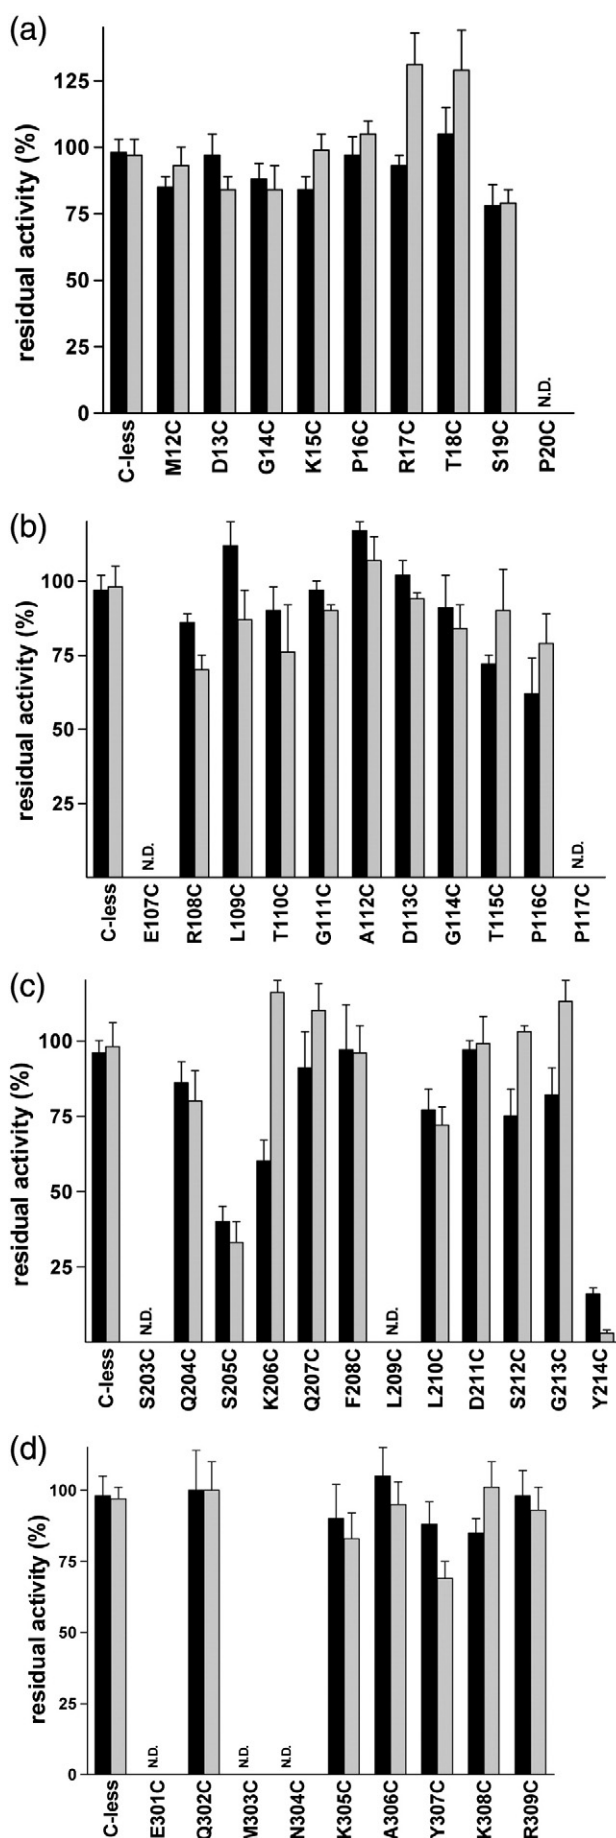 (a)
residual activity (%)
125
100
75
50
25
0
N.D.
C-less M12C D13C G14C K15C P16C R17C T18C S19C P20C
(b)
residual activity (%)
100
75
50
25
N.D. N.D.
C-less E107C R108C L109C T110C G111C A112C D113C G114C T115C P116C P117C
(c)
residual activity (%)
100
75
50
25
N.D. N.D.
C-less S203C Q204C S205C K206C Q207C F208C L209C L210C D211C S212C G213C Y214C
(d)
residual activity (%)
100
75
50
25
0
N.D. N.D. N.D.
C-less E301C Q302C M303C N304C K305C A306C Y307C K308C R309C